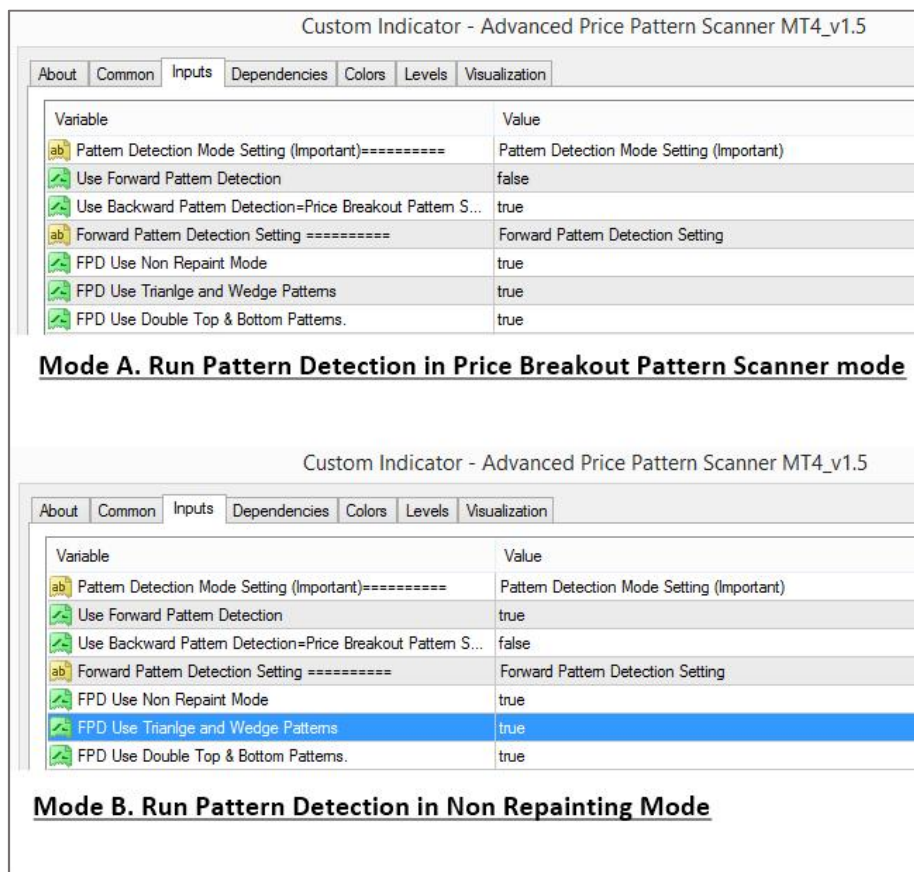 Custom Indicator - Advanced Price Pattern Scanner MT4_v1.5
About Common Inputs Dependencies Colors Levels Visualization
Variable Value
ab Pattern Detection Mode Setting (Important)========== Pattern Detection Mode Setting (Important)
Use Forward Pattern Detection false
Use Backward Pattern Detection=Price Breakout Pattern S... true
ab Forward Pattern Detection Setting ========== Forward Pattern Detection Setting
FPD Use Non Repaint Mode true
FPD Use Trianlge and Wedge Patterns true
FPD Use Double Top & Bottom Patterns. true
Mode A. Run Pattern Detection in Price Breakout Pattern Scanner mode
Custom Indicator - Advanced Price Pattern Scanner MT4_v1.5
About Common Inputs Dependencies Colors Levels Visualization
Variable Value
ab Pattern Detection Mode Setting (Important)========== Pattern Detection Mode Setting (Important)
Use Forward Pattern Detection true
Use Backward Pattern Detection=Price Breakout Pattern S... false
ab Forward Pattern Detection Setting ========== Forward Pattern Detection Setting
FPD Use Non Repaint Mode true
FPD Use Trianlge and Wedge Patterns true
FPD Use Double Top & Bottom Patterns. true
Mode B. Run Pattern Detection in Non Repainting Mode